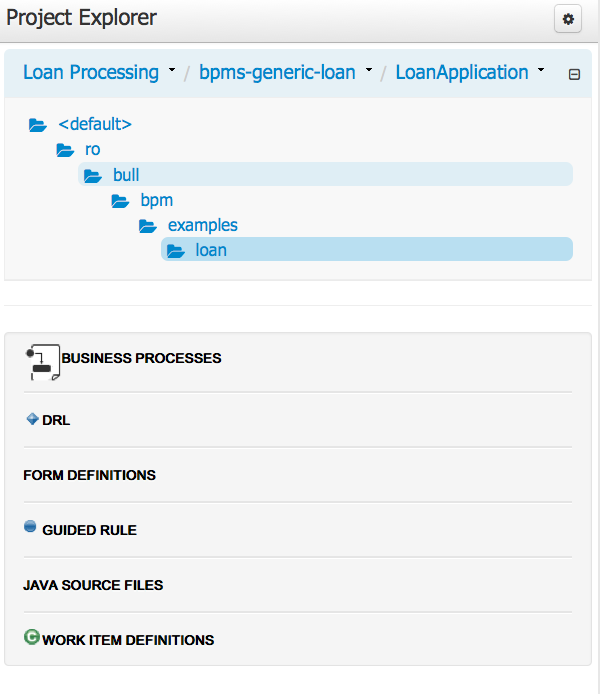 Project Explorer
Loan Processing / bpms-generic-loan / LoanApplication
<default>
ro
bull
bpm
examples
loan
BUSINESS PROCESSES
DRL
FORM DEFINITIONS
GUIDED RULE
JAVA SOURCE FILES
C WORK ITEM DEFINITIONS